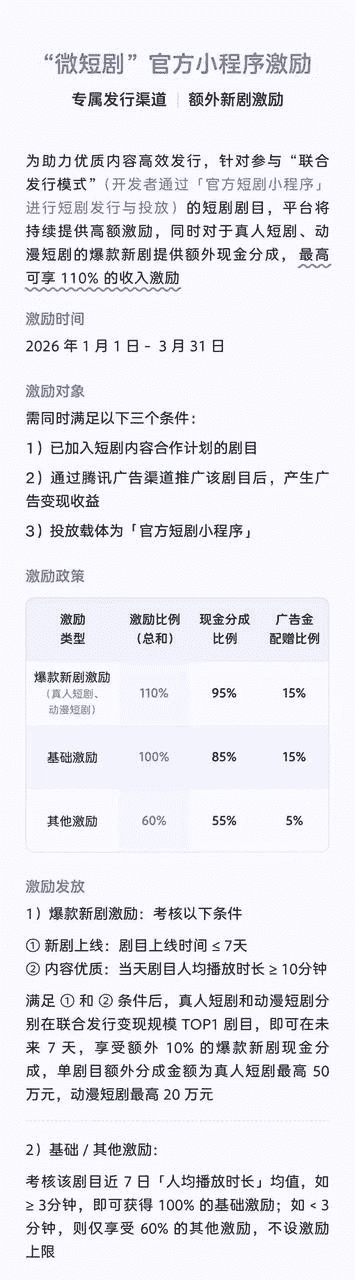 “微短剧”官方小程序激励
专属发行渠道 | 额外新剧激励
为助力优质内容高效发行，针对参与“联合
发行模式”（开发者通过「官方短剧小程序」
进行短剧发行与投放）的短剧剧目，平台将
持续提供高额激励，同时对于真人短剧、动
漫短剧的爆款新剧提供额外现金分成，最高
可享 110% 的收入激励
激励时间
2026 年 1 月 1 日 - 3 月 31 日
激励对象
需同时满足以下三个条件：
1）已加入短剧内容合作计划的剧目
2）通过腾讯广告渠道推广该剧目后，产生广
告变现收益
3）投放载体为「官方短剧小程序」
激励政策
激励类型 激励比例（总和） 现金分成比例 广告金配赠比例
爆款新剧激励（真人短剧、动漫短剧） 110% 95% 15%
基础激励 100% 85% 15%
其他激励 60% 55% 5%
激励发放
1）爆款新剧激励：考核以下条件
① 新剧上线：剧目上线时间 ≤ 7天
② 内容优质：当天剧目人均播放时长 ≥ 10分钟
满足 ① 和 ② 条件后，真人短剧和动漫短剧分
别在联合发行变现规模 TOP1 剧目，即可在未
来 7 天，享受额外 10% 的爆款新剧现金分
成，单剧目额外分成金额为真人短剧最高 50
万元，动漫短剧最高 20 万元
2）基础 / 其他激励：
考核该剧目近 7 日「人均播放时长」均值，如
≥ 3分钟，即可获得 100% 的基础激励；如 < 3
分钟，则仅享受 60% 的其他激励，不设激励
上限